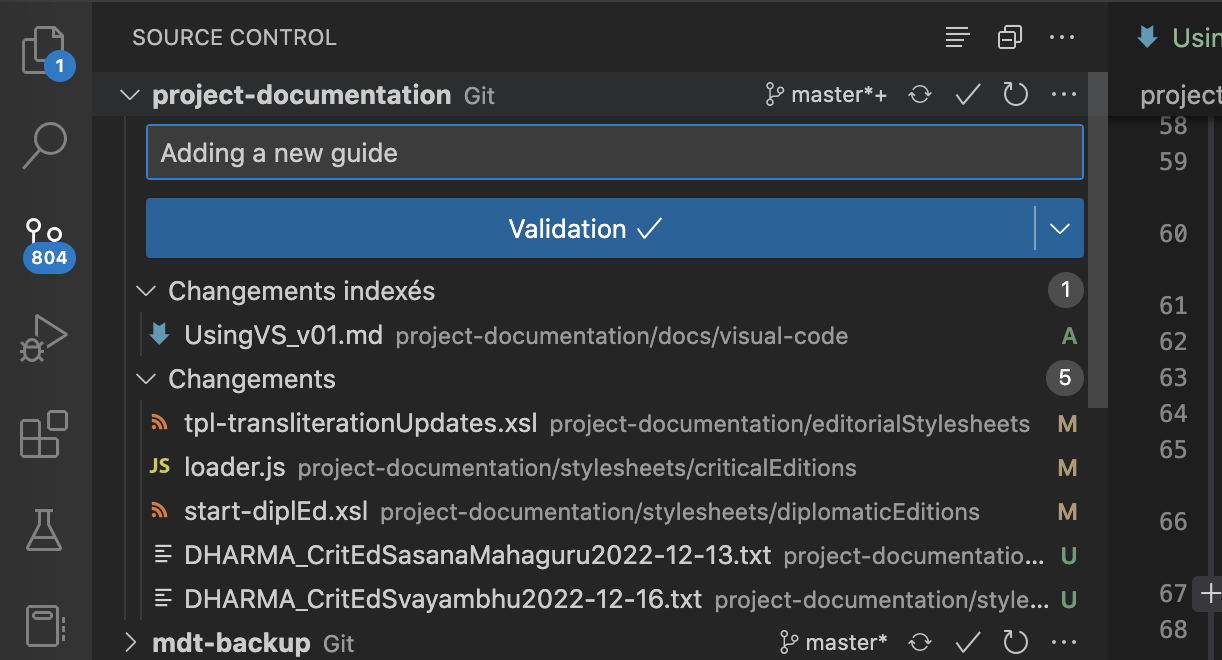 SOURCE CONTROL
Usin
1
project-documentation Git master*+
project
Adding a new guide
58
59
Validation
60
804
Changements indexés 1
61
UsingVS_v01.md project-documentation/docs/visual-code A
62
Changements 5
63
tpl-transliterationUpdates.xsl project-documentation/editorialStylesheets M
64
JS loader.js project-documentation/stylesheets/criticalEditions M
65
start-diplEd.xsl project-documentation/stylesheets/diplomaticEditions M
66
DHARMA_CritEdSasanaMahaguru2022-12-13.txt project-documentatio... U
DHARMA_CritEdSvayambhu2022-12-16.txt project-documentation/style... U
67
mdt-backup Git master*
68